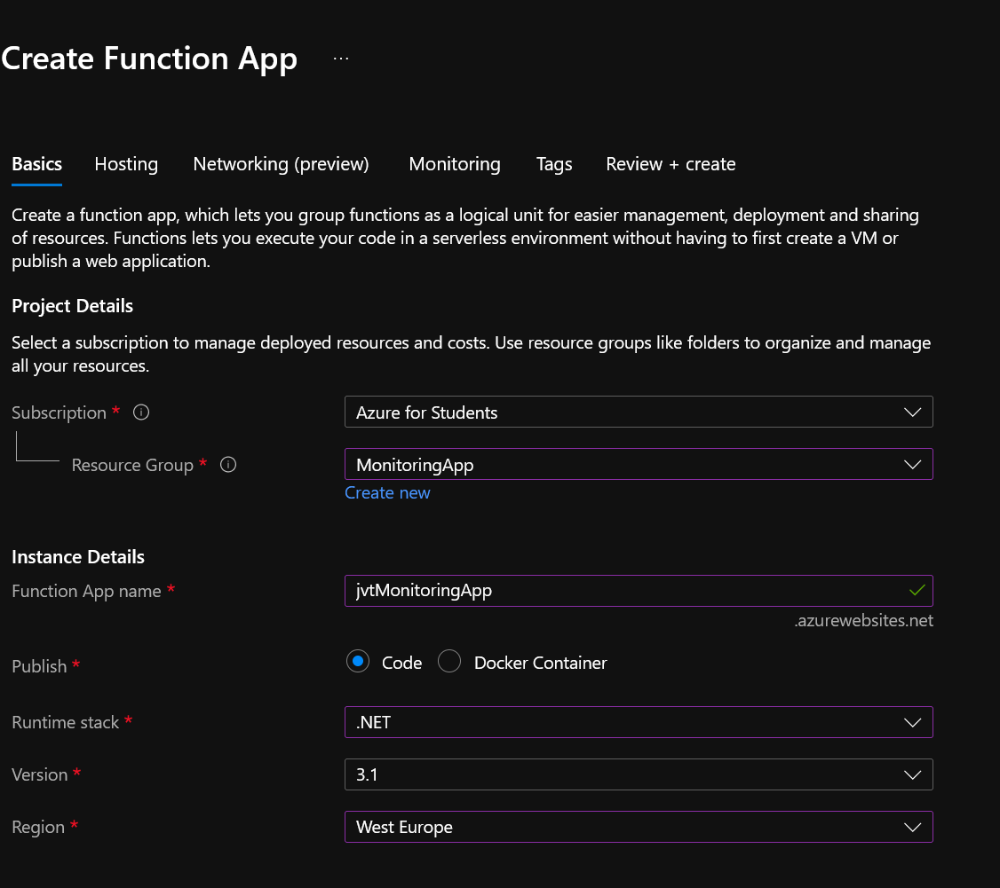 Create Function App ...
Basics Hosting Networking (preview) Monitoring Tags Review + create
Create a function app, which lets you group functions as a logical unit for easier management, deployment and sharing
of resources. Functions lets you execute your code in a serverless environment without having to first create a VM or
publish a web application.
Project Details
Select a subscription to manage deployed resources and costs. Use resource groups like folders to organize and manage
all your resources.
Subscription * Azure for Students
Resource Group * MonitoringApp
Create new
Instance Details
Function App name * jvtMonitoringApp
.azurewebsites.net
Publish * Code Docker Container
Runtime stack * .NET
Version * 3.1
Region * West Europe